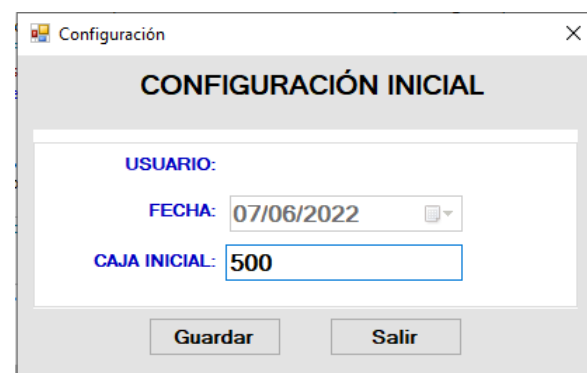 Configuración
CONFIGURACIÓN INICIAL
USUARIO:
FECHA: 07/06/2022
CAJA INICIAL: 500
Guardar Salir